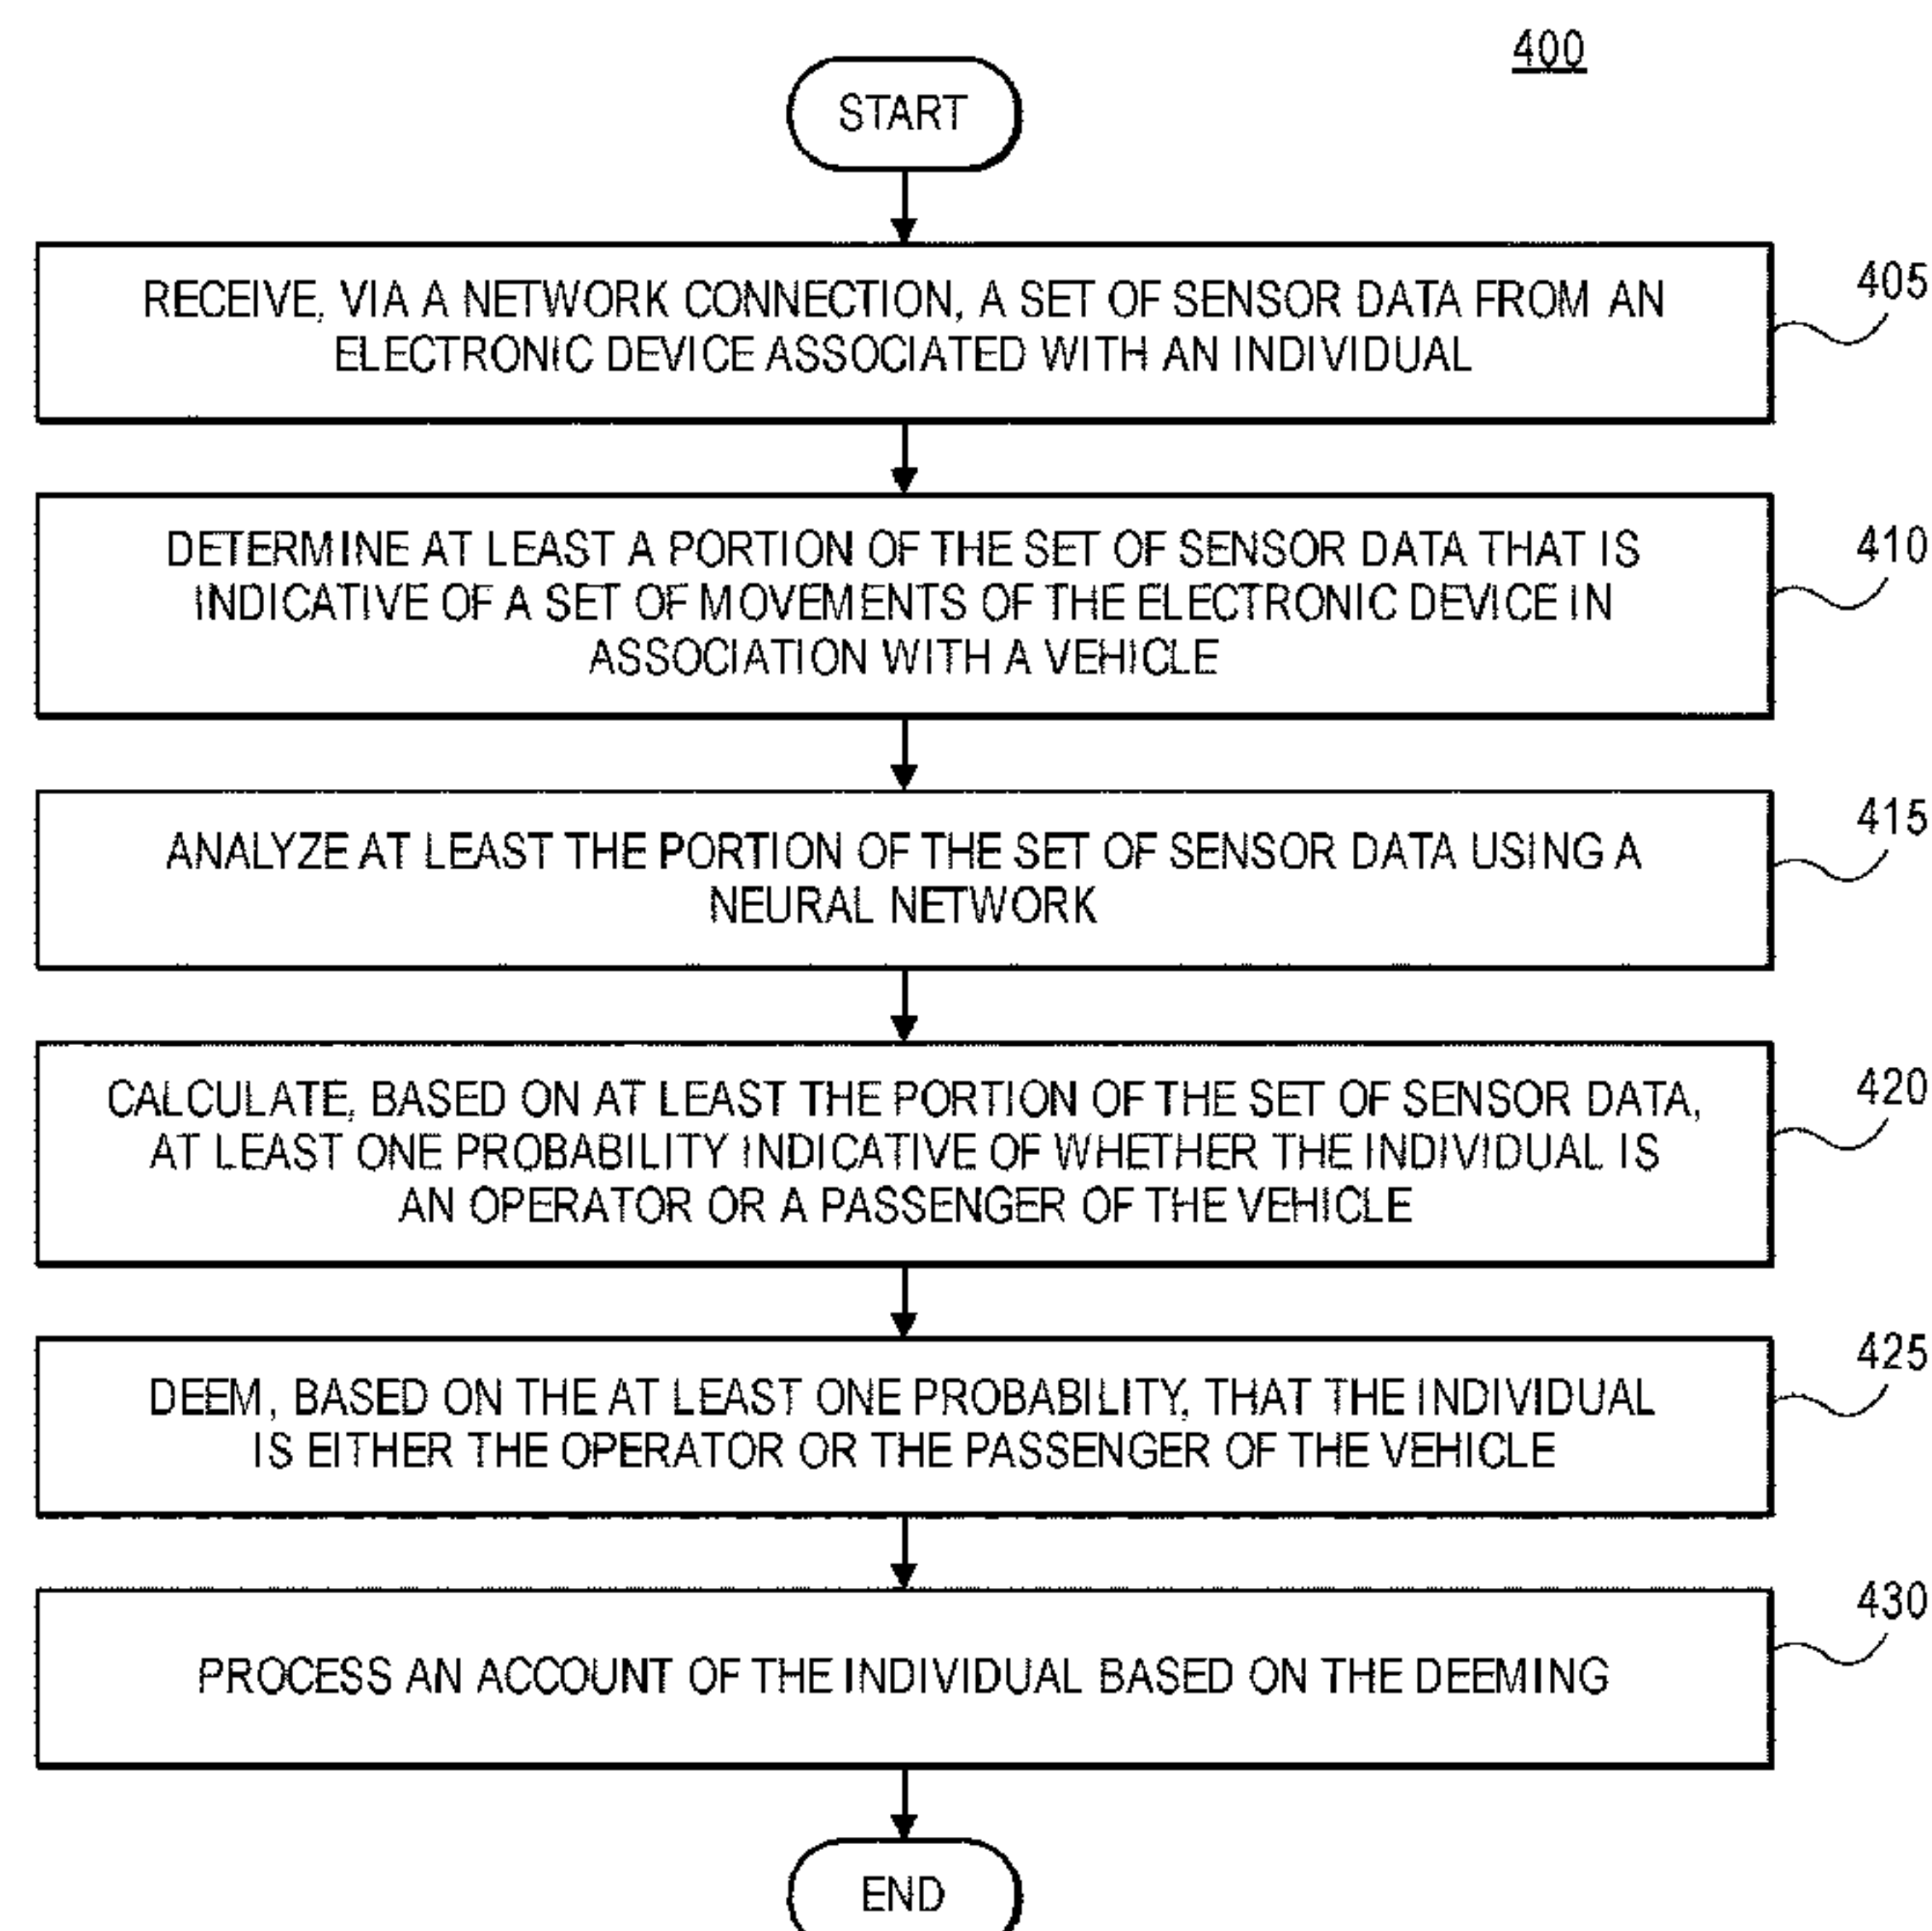 400
START
RECEIVE, VIA A NETWORK CONNECTION, A SET OF SENSOR DATA FROM AN
ELECTRONIC DEVICE ASSOCIATED WITH AN INDIVIDUAL
405
DETERMINE AT LEAST A PORTION OF THE SET OF SENSOR DATA THAT IS
INDICATIVE OF A SET OF MOVEMENTS OF THE ELECTRONIC DEVICE IN
ASSOCIATION WITH A VEHICLE
410
ANALYZE AT LEAST THE PORTION OF THE SET OF SENSOR DATA USING A
NEURAL NETWORK
415
CALCULATE, BASED ON AT LEAST THE PORTION OF THE SET OF SENSOR DATA,
AT LEAST ONE PROBABILITY INDICATIVE OF WHETHER THE INDIVIDUAL IS
AN OPERATOR OR A PASSENGER OF THE VEHICLE
420
DEEM, BASED ON THE AT LEAST ONE PROBABILITY, THAT THE INDIVIDUAL
IS EITHER THE OPERATOR OR THE PASSENGER OF THE VEHICLE
425
PROCESS AN ACCOUNT OF THE INDIVIDUAL BASED ON THE DEEMING
430
END